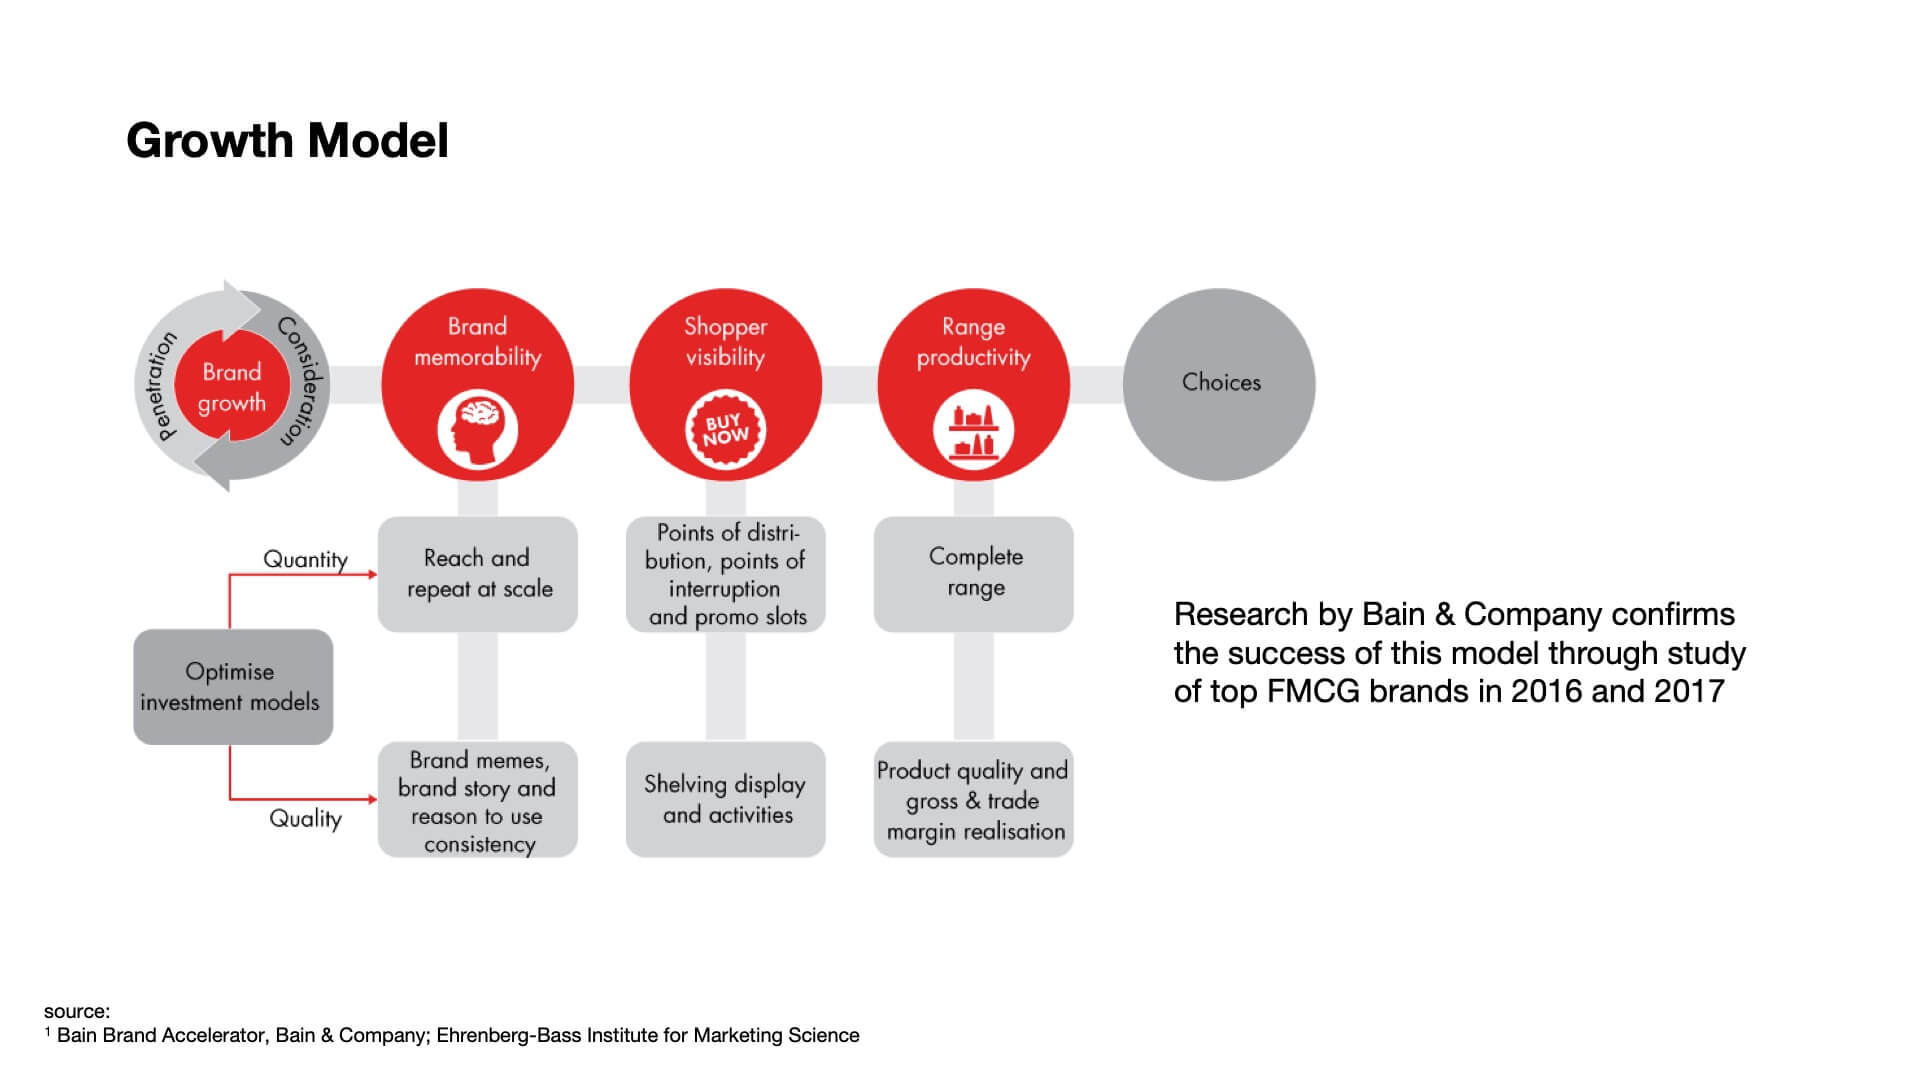 Growth Model
Penetration
Consideration
Brand
growth
Brand
memorability
Shopper
visibility
BUY
NOW
Range
productivity
Choices
Quantity
Reach and
repeat at scale
Points of distri-
bution, points of
interruption
and promo slots
Complete
range
Optimise
investment models
Research by Bain & Company confirms
the success of this model through study
of top FMCG brands in 2016 and 2017
Quality
Brand memes,
brand story and
reason to use
consistency
Shelving display
and activities
Product quality and
gross & trade
margin realisation
source:
¹ Bain Brand Accelerator, Bain & Company; Ehrenberg-Bass Institute for Marketing Science